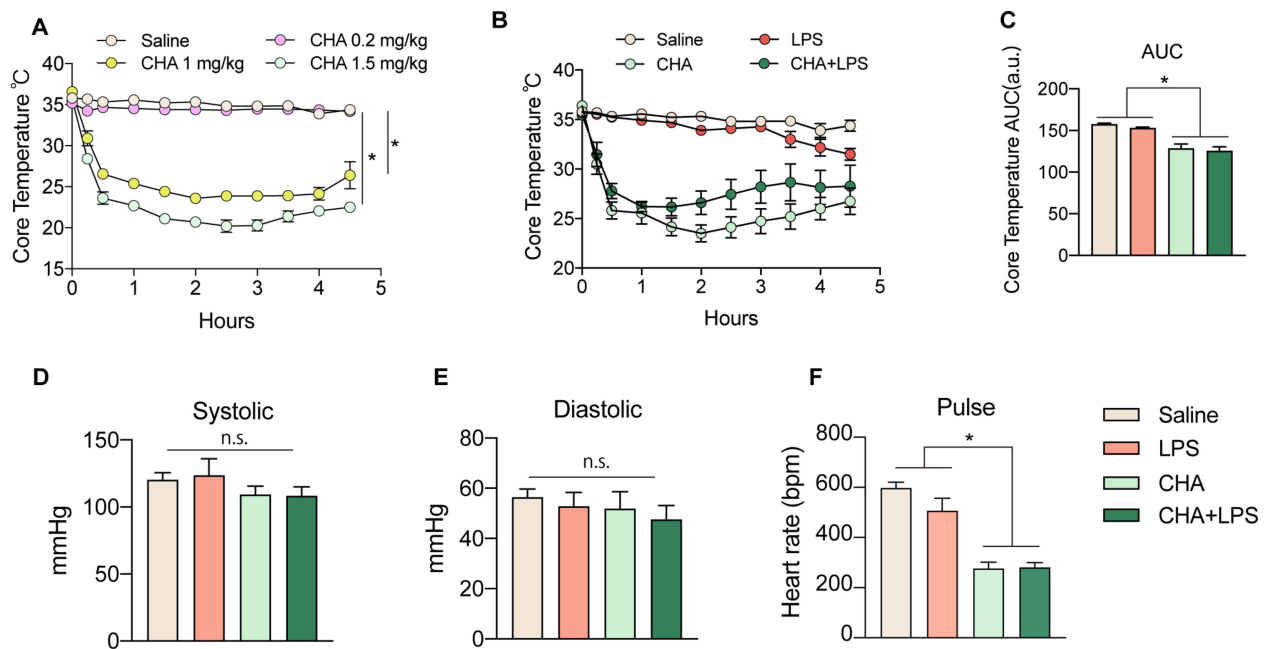 A
Saline
CHA 0.2 mg/kg
CHA 1 mg/kg
CHA 1.5 mg/kg
Core Temperature °C
40
35
30
25
20
15
*
*
0 1 2 3 4 5
Hours
B
Saline
LPS
CHA
CHA+LPS
Core Temperature °C
40
35
30
25
20
0 1 2 3 4 5
Hours
C
AUC
*
Core Temperature AUC(a.u.)
200
150
100
50
0
D
Systolic
n.s.
mmHg
150
100
50
0
E
Diastolic
n.s.
mmHg
80
60
40
20
0
F
Pulse
*
Heart rate (bpm)
800
600
400
200
0
Saline
LPS
CHA
CHA+LPS